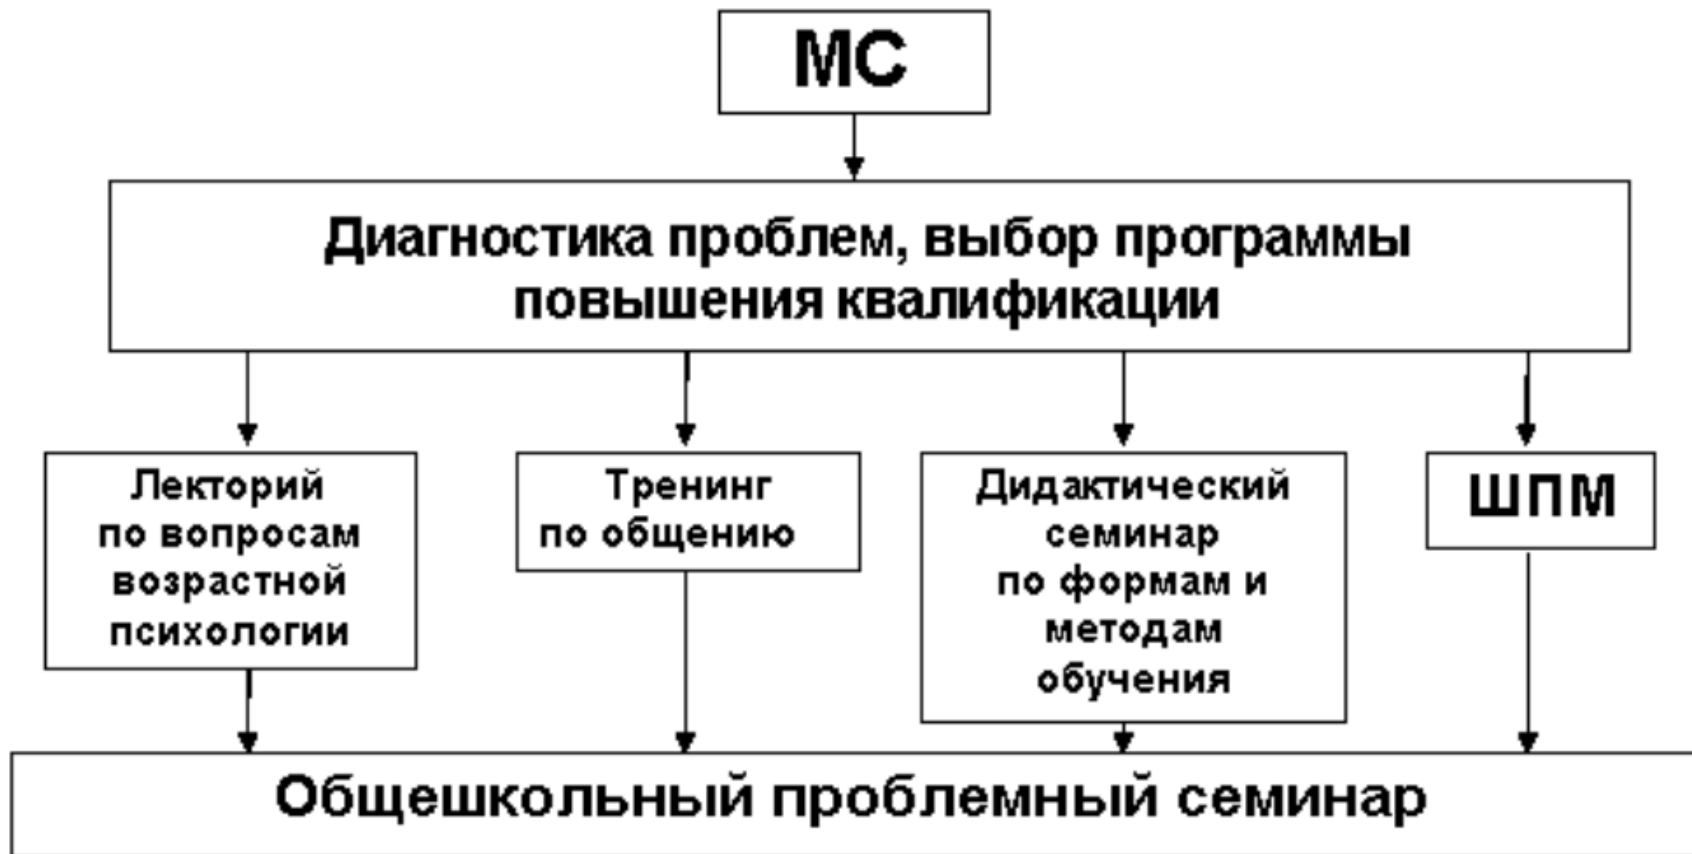 МС
Диагностика проблем, выбор программы
повышения квалификации
Лекторий
по вопросам
возрастной
психологии
Тренинг
по общению
Дидактический
семинар
по формам и
методам
обучения
ШПМ
Общешкольный проблемный семинар